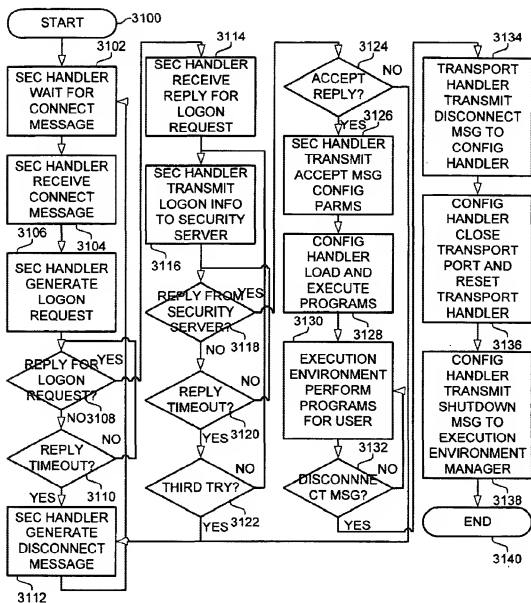 START
3100
3102
SEC HANDLER
WAIT FOR
CONNECT
MESSAGE
SEC HANDLER
RECEIVE
CONNECT
MESSAGE
3104
3106
SEC HANDLER
GENERATE
LOGON
REQUEST
REPLY FOR
LOGON
REQUEST?
YES
3108
NO
REPLY
TIMEOUT?
NO
3110
YES
SEC HANDLER
GENERATE
DISCONNECT
MESSAGE
3112
3114
SEC HANDLER
RECEIVE
REPLY FOR
LOGON
REQUEST
SEC HANDLER
TRANSMIT
LOGON INFO
TO SECURITY
SERVER
3116
REPLY FROM
SECURITY
SERVER?
YES
3118
NO
REPLY
TIMEOUT?
NO
3120
YES
THIRD TRY?
NO
3122
YES
3124
ACCEPT
REPLY?
NO
YES
3126
SEC HANDLER
TRANSMIT
ACCEPT MSG
CONFIG
PARMS
CONFIG
HANDLER
LOAD AND
EXECUTE
PROGRAMS
3128
3130
EXECUTION
ENVIRONMENT
PERFORM
PROGRAMS
FOR USER
3132
DISCONNNE
CT MSG?
NO
YES
3134
TRANSPORT
HANDLER
TRANSMIT
DISCONNECT
MSG TO
CONFIG
HANDLER
CONFIG
HANDLER
CLOSE
TRANSPORT
PORT AND
RESET
TRANSPORT
HANDLER
3136
CONFIG
HANDLER
TRANSMIT
SHUTDOWN
MSG TO
EXECUTION
ENVIRONMENT
MANAGER
3138
END
3140